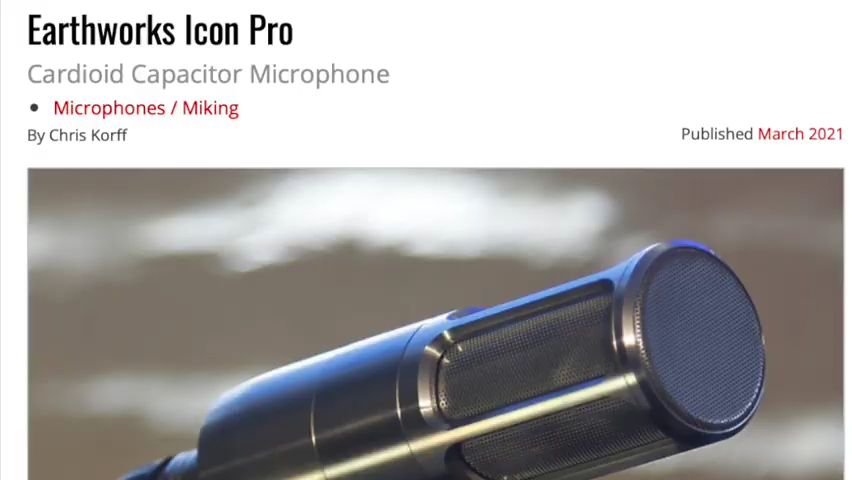 Earthworks Icon Pro
Cardioid Capacitor Microphone
Microphones / Miking
By Chris Korff
Published March 2021